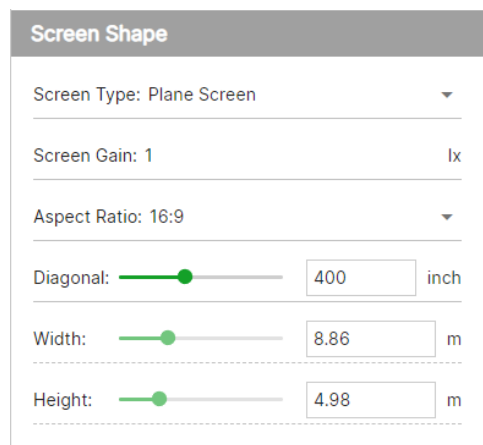 Screen Shape
Screen Type: Plane Screen
Screen Gain: 1 lx
Aspect Ratio: 16:9
Diagonal: 400 inch
Width: 8.86 m
Height: 4.98 m